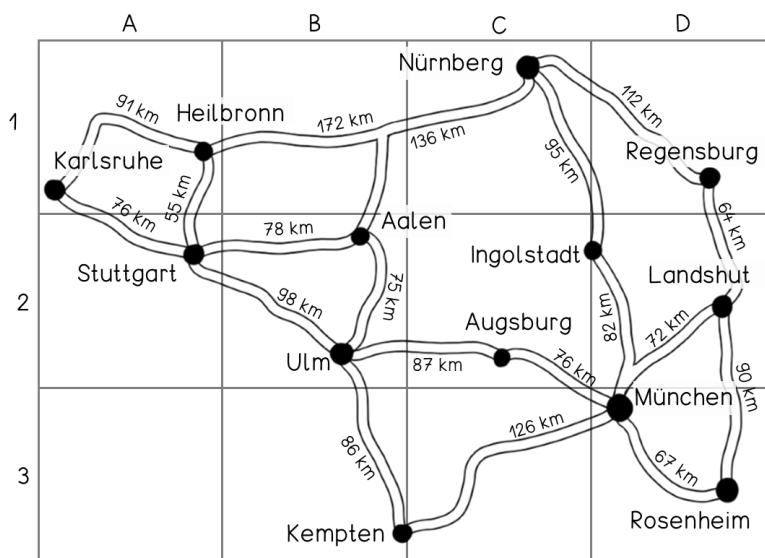 A B C D
1
2
3
Nürnberg
91 km
Heilbronn
172 km
136 km
112 km
Karlsruhe
95 km
Regensburg
76 km
55 km
78 km
Aalen
64 km
Stuttgart
Ingolstadt
Landshut
98 km
75 km
82 km
72 km
Augsburg
Ulm
87 km
76 km
90 km
München
86 km
126 km
67 km
Kempten
Rosenheim